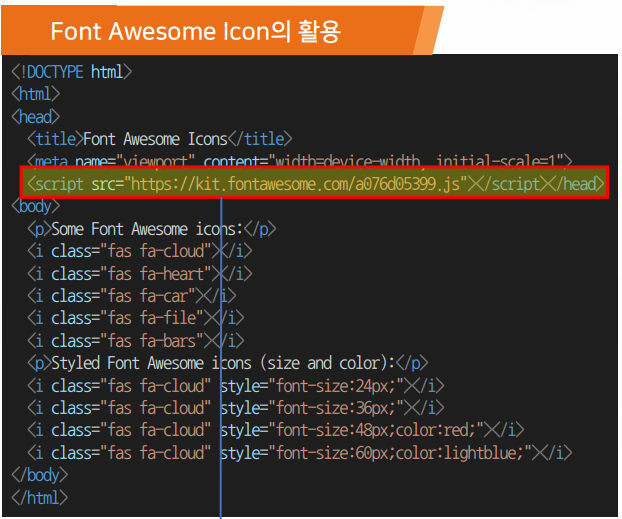 Font Awesome Icon의 활용
<!DOCTYPE html>
<html>
<head>
<title>Font Awesome Icons</title>
<meta name="viewport" content="width=device-width, initial-scale=1">
<script src="https://kit.fontawesome.com/a076d05399.js"></script></head>
<body>
<p>Some Font Awesome icons:</p>
<i class="fas fa-cloud"></i>
<i class="fas fa-heart"></i>
<i class="fas fa-car"></i>
<i class="fas fa-file"></i>
<i class="fas fa-bars"></i>
<p>Styled Font Awesome icons (size and color):</p>
<i class="fas fa-cloud" style="font-size:24px;"></i>
<i class="fas fa-cloud" style="font-size:36px;"></i>
<i class="fas fa-cloud" style="font-size:48px;color:red;"></i>
<i class="fas fa-cloud" style="font-size:60px;color:lightblue;"></i>
</body>
</html>